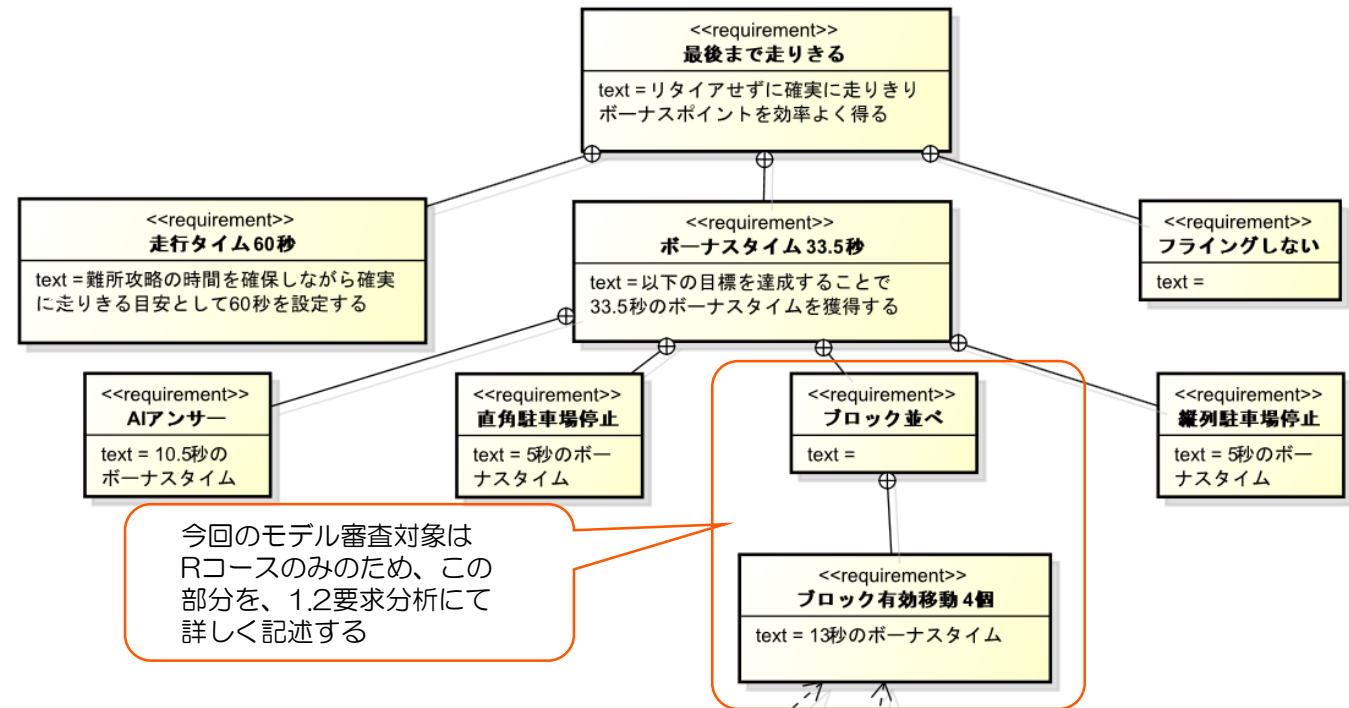 <<requirement>>
最後まで走りきる
text =リタイアせずに確実に走りきり
ボーナスポイントを効率よく得る
<<requirement>>
走行タイム60秒
text =難所攻略の時間を確保しながら確実
に走りきる目安として60秒を設定する
<<requirement>>
ボーナスタイム33.5秒
text =以下の目標を達成することで
33.5秒のボーナスタイムを獲得する
<<requirement>>
フライングしない
text =
<<requirement>>
AIアンサー
text = 10.5秒の
ボーナスタイム
<<requirement>>
直角駐車場停止
text = 5秒のボー
ナスタイム
<<requirement>>
ブロック並べ
text =
<<requirement>>
縦列駐車場停止
text = 5秒のボー
ナスタイム
今回のモデル審査対象は
Rコースのみのため、この
部分を、1.2要求分析にて
詳しく記述する
<<requirement>>
ブロック有効移動4個
text = 13秒のボーナスタイム